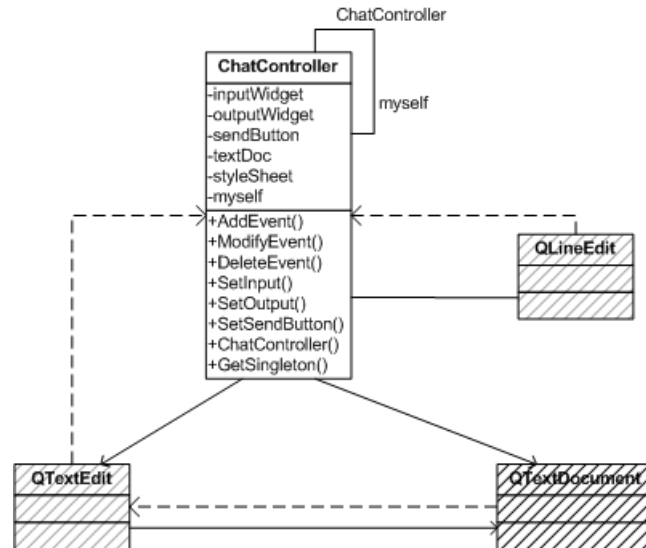 ChatController
ChatController
-inputWidget
-outputWidget
-sendButton
-textDoc
-styleSheet
-myself
myself
+AddEvent()
+ModifyEvent()
+DeleteEvent()
+SetInput()
+SetOutput()
+SetSendButton()
+ChatController()
+GetSingleton()
QLineEdit
QTextEdit
QTextDocument